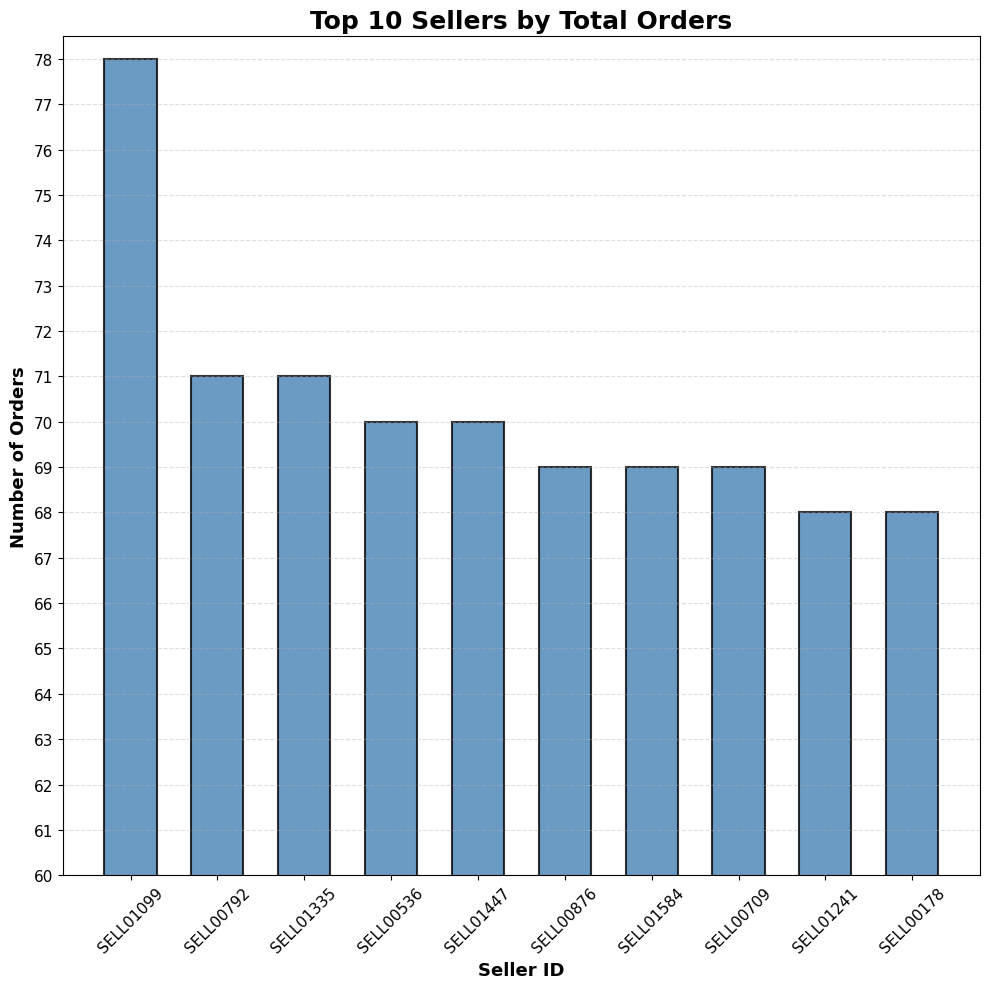 Top 10 Sellers by Total Orders
Number of Orders
78
77
76
75
74
73
72
71
70
69
68
67
66
65
64
63
62
61
60
SELL01099
SELL00792
SELL01335
SELL00536
SELL01447
SELL00876
SELL01584
SELL00709
SELL01241
SELL00178
Seller ID